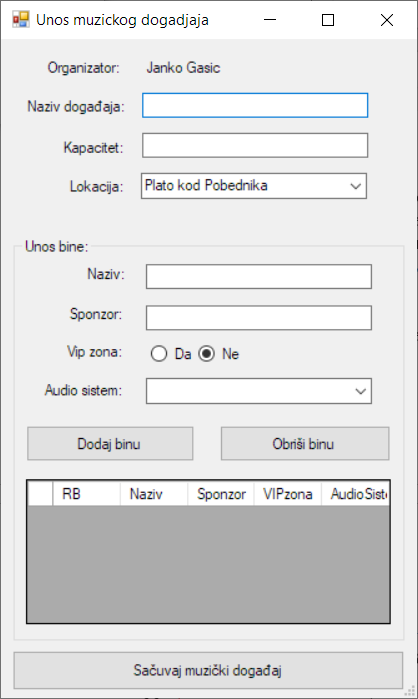 Unos muzickog dogadjaja
Organizator: Janko Gasic
Naziv događaja:
Kapacitet:
Lokacija: Plato kod Pobednika
Unos bine:
Naziv:
Sponzor:
Vip zona: Da Ne
Audio sistem:
Dodaj binu Obriši binu
RB Naziv Sponzor VIPzona AudioSiste
Sačuvaj muzički događaj